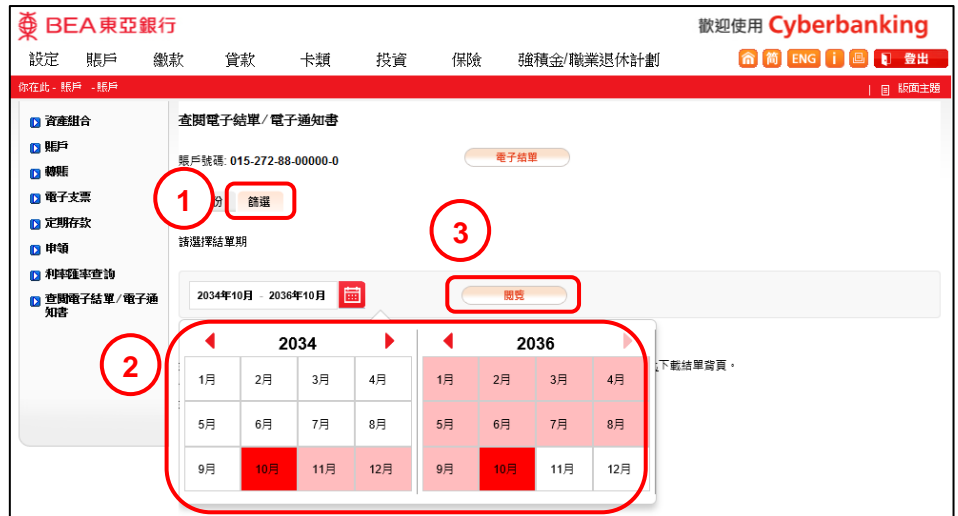 BEA東亞銀行
歡迎使用 Cyberbanking
設定 賬戶 繳款 貸款 卡類 投資 保險 強積金/職業退休計劃
简 ENG i 登出
你在此 - 賬戶 - 賬戶
| 版面主題
資產組合
賬戶
轉賬
電子支票
定期存款
申領
利率匯率查詢
查閱電子結單/電子通
知書
查閱電子結單/電子通知書
賬戶號碼: 015-272-88-00000-0
電子結單
1
份 篩選
3
請選擇結單期
2034年10月 - 2036年10月
閱覧
2
2034
1月 2月 3月 4月
5月 6月 7月 8月
9月 10月 11月 12月
2036
1月 2月 3月 4月
5月 6月 7月 8月
9月 10月 11月 12月
下載結單背頁。